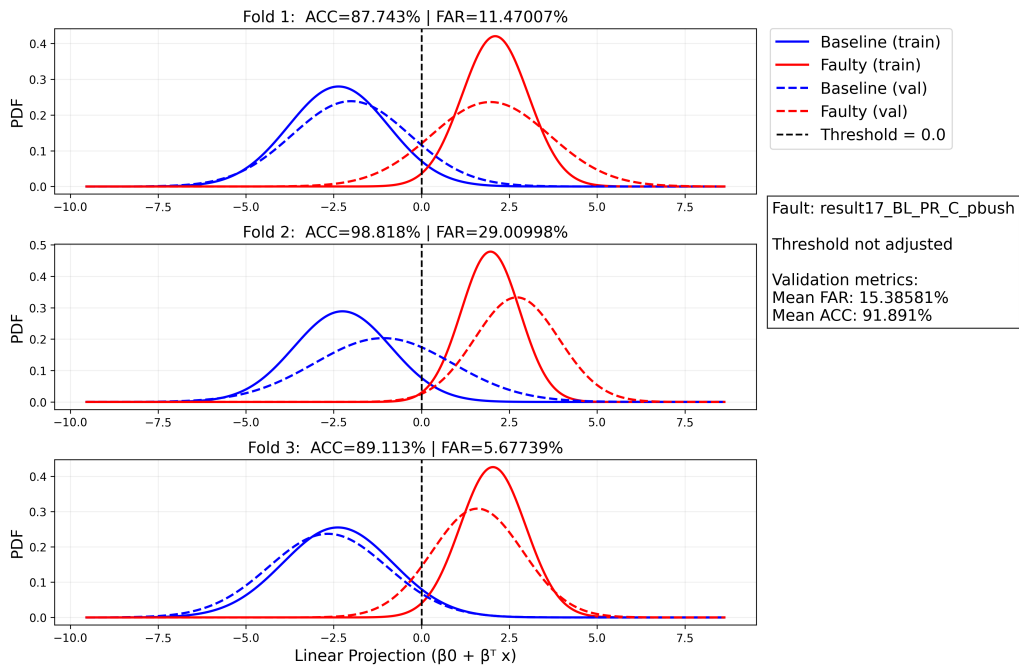 Fold 1:  ACC=87.743% | FAR=11.47007%
PDF
0.4
0.3
0.2
0.1
0.0
−10.0 −7.5 −5.0 −2.5 0.0 2.5 5.0 7.5
Baseline (train)
Faulty (train)
Baseline (val)
Faulty (val)
Threshold = 0.0
Fault: result17_BL_PR_C_pbush
Threshold not adjusted
Validation metrics:
Mean FAR: 15.38581%
Mean ACC: 91.891%
Fold 2:  ACC=98.818% | FAR=29.00998%
PDF
0.5
0.4
0.3
0.2
0.1
0.0
−10.0 −7.5 −5.0 −2.5 0.0 2.5 5.0 7.5
Fold 3:  ACC=89.113% | FAR=5.67739%
PDF
0.4
0.3
0.2
0.1
0.0
−10.0 −7.5 −5.0 −2.5 0.0 2.5 5.0 7.5
Linear Projection (β0 + βᵀ x)